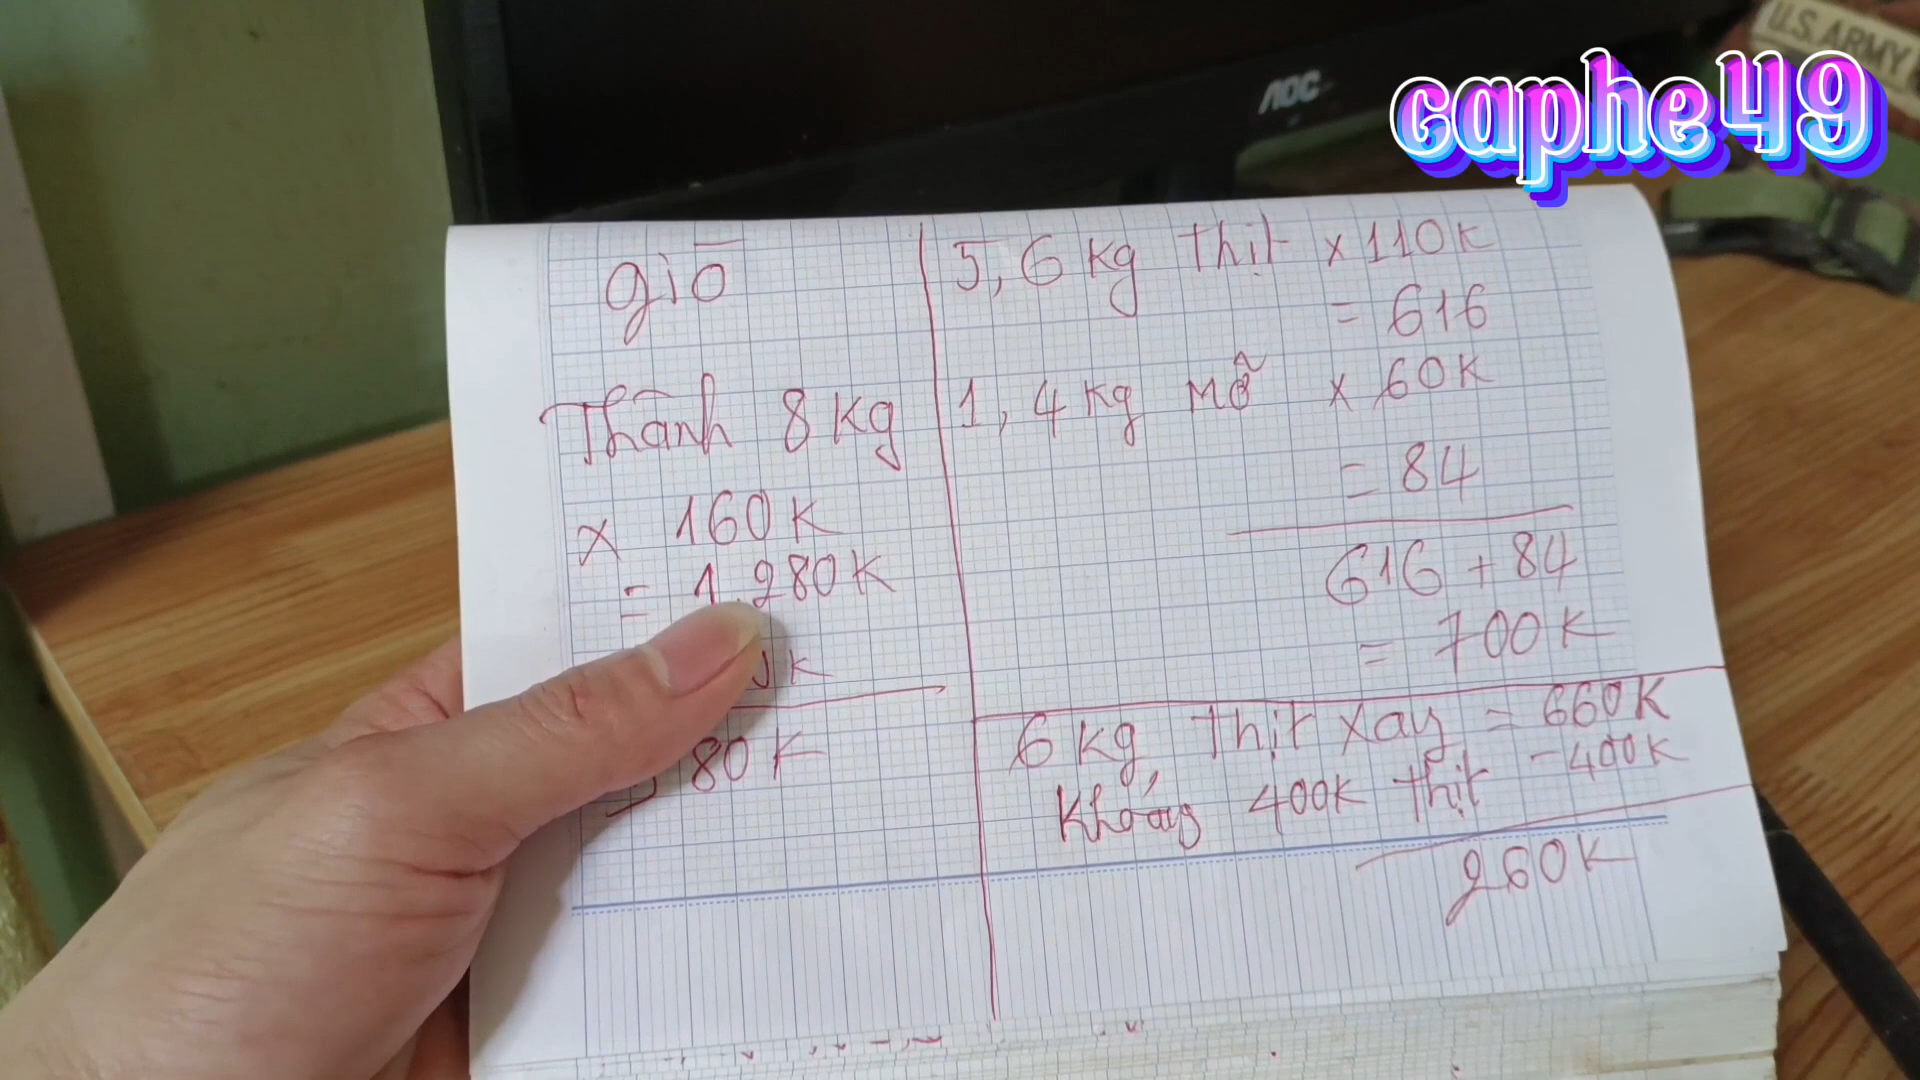 caphe49
U.S. ARMY
AOC
giò
Thành 8 kg
x 160K
= 1.280K
0K
80K
5,6 kg Thịt x 110K
= 616
1,4 kg mỡ x 60K
= 84
616 + 84
= 700K
6 kg Thịt xay = 660K
Khoảng 400K Thịt - 400K
260K